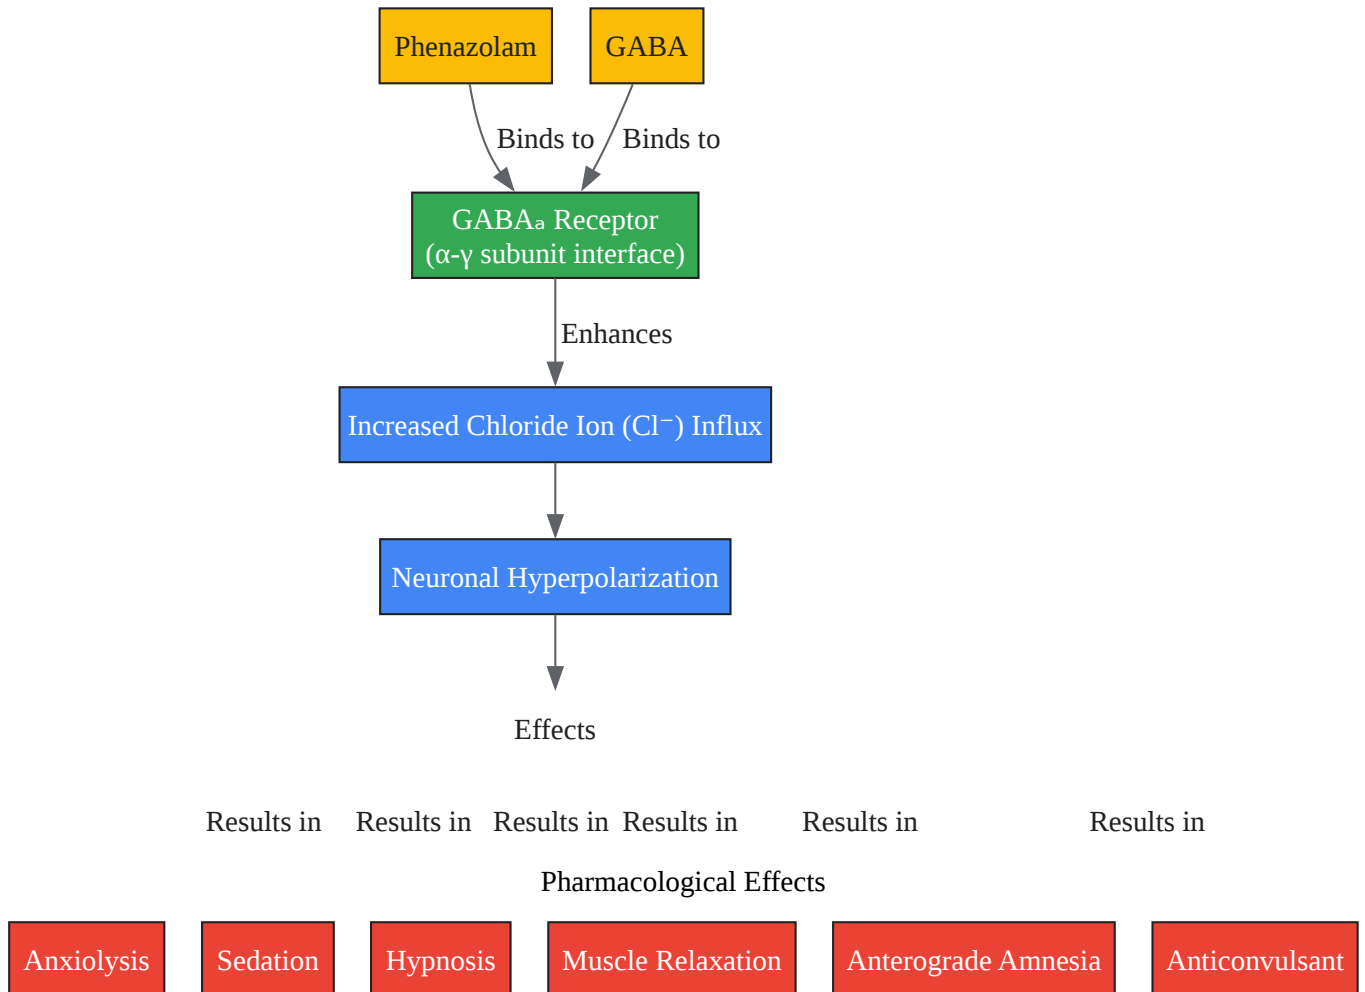 Phenazolam
GABA
Binds to
Binds to
GABAₐ Receptor
(α-γ subunit interface)
Enhances
Increased Chloride Ion (Cl⁻) Influx
Neuronal Hyperpolarization
Effects
Results in
Results in
Results in
Results in
Results in
Results in
Pharmacological Effects
Anxiolysis
Sedation
Hypnosis
Muscle Relaxation
Anterograde Amnesia
Anticonvulsant